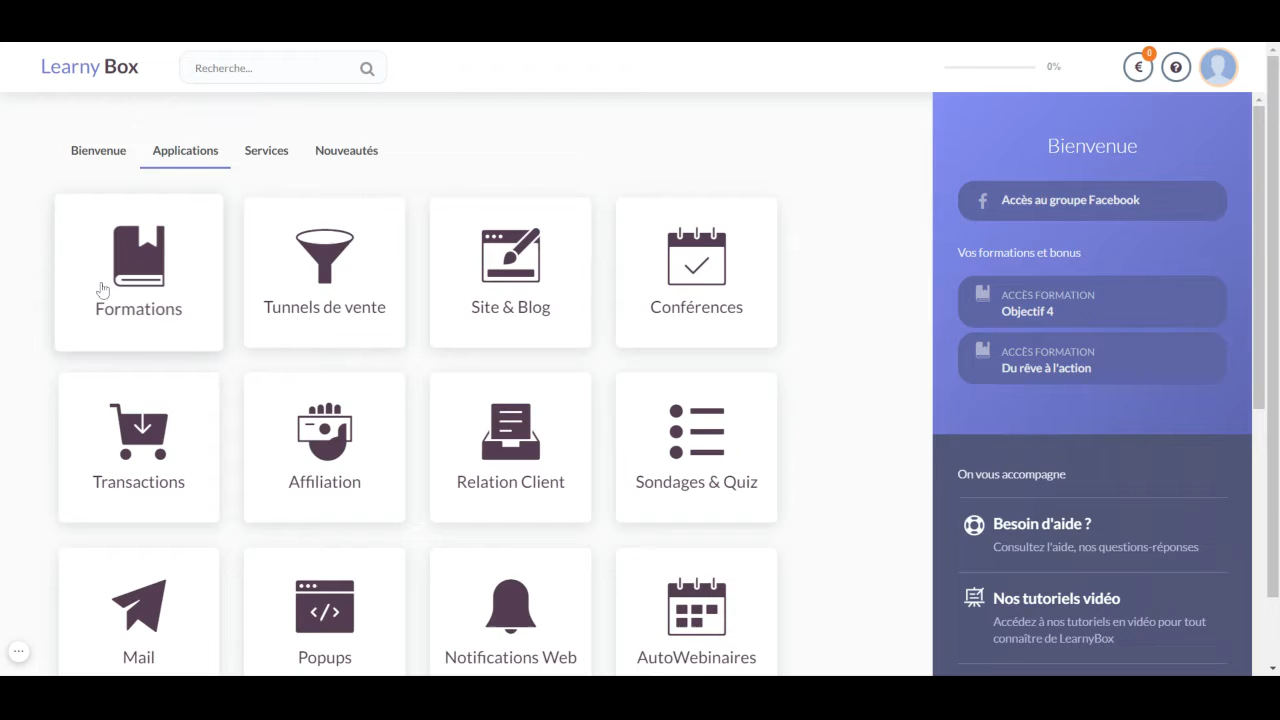 Learny Box
Recherche...
0%
€
0
?
Bienvenue
Applications
Services
Nouveautés
Formations
Tunnels de vente
Site & Blog
Conférences
Transactions
Affiliation
Relation Client
Sondages & Quiz
</>
Mail
Popups
Notifications Web
AutoWebinaires
...
Bienvenue
Accès au groupe Facebook
Vos formations et bonus
ACCÈS FORMATION
Objectif 4
ACCÈS FORMATION
Du rêve à l'action
On vous accompagne
Besoin d'aide ?
Consultez l'aide, nos questions-réponses
Nos tutoriels vidéo
Accédez à nos tutoriels en vidéo pour tout
connaître de LearnyBox